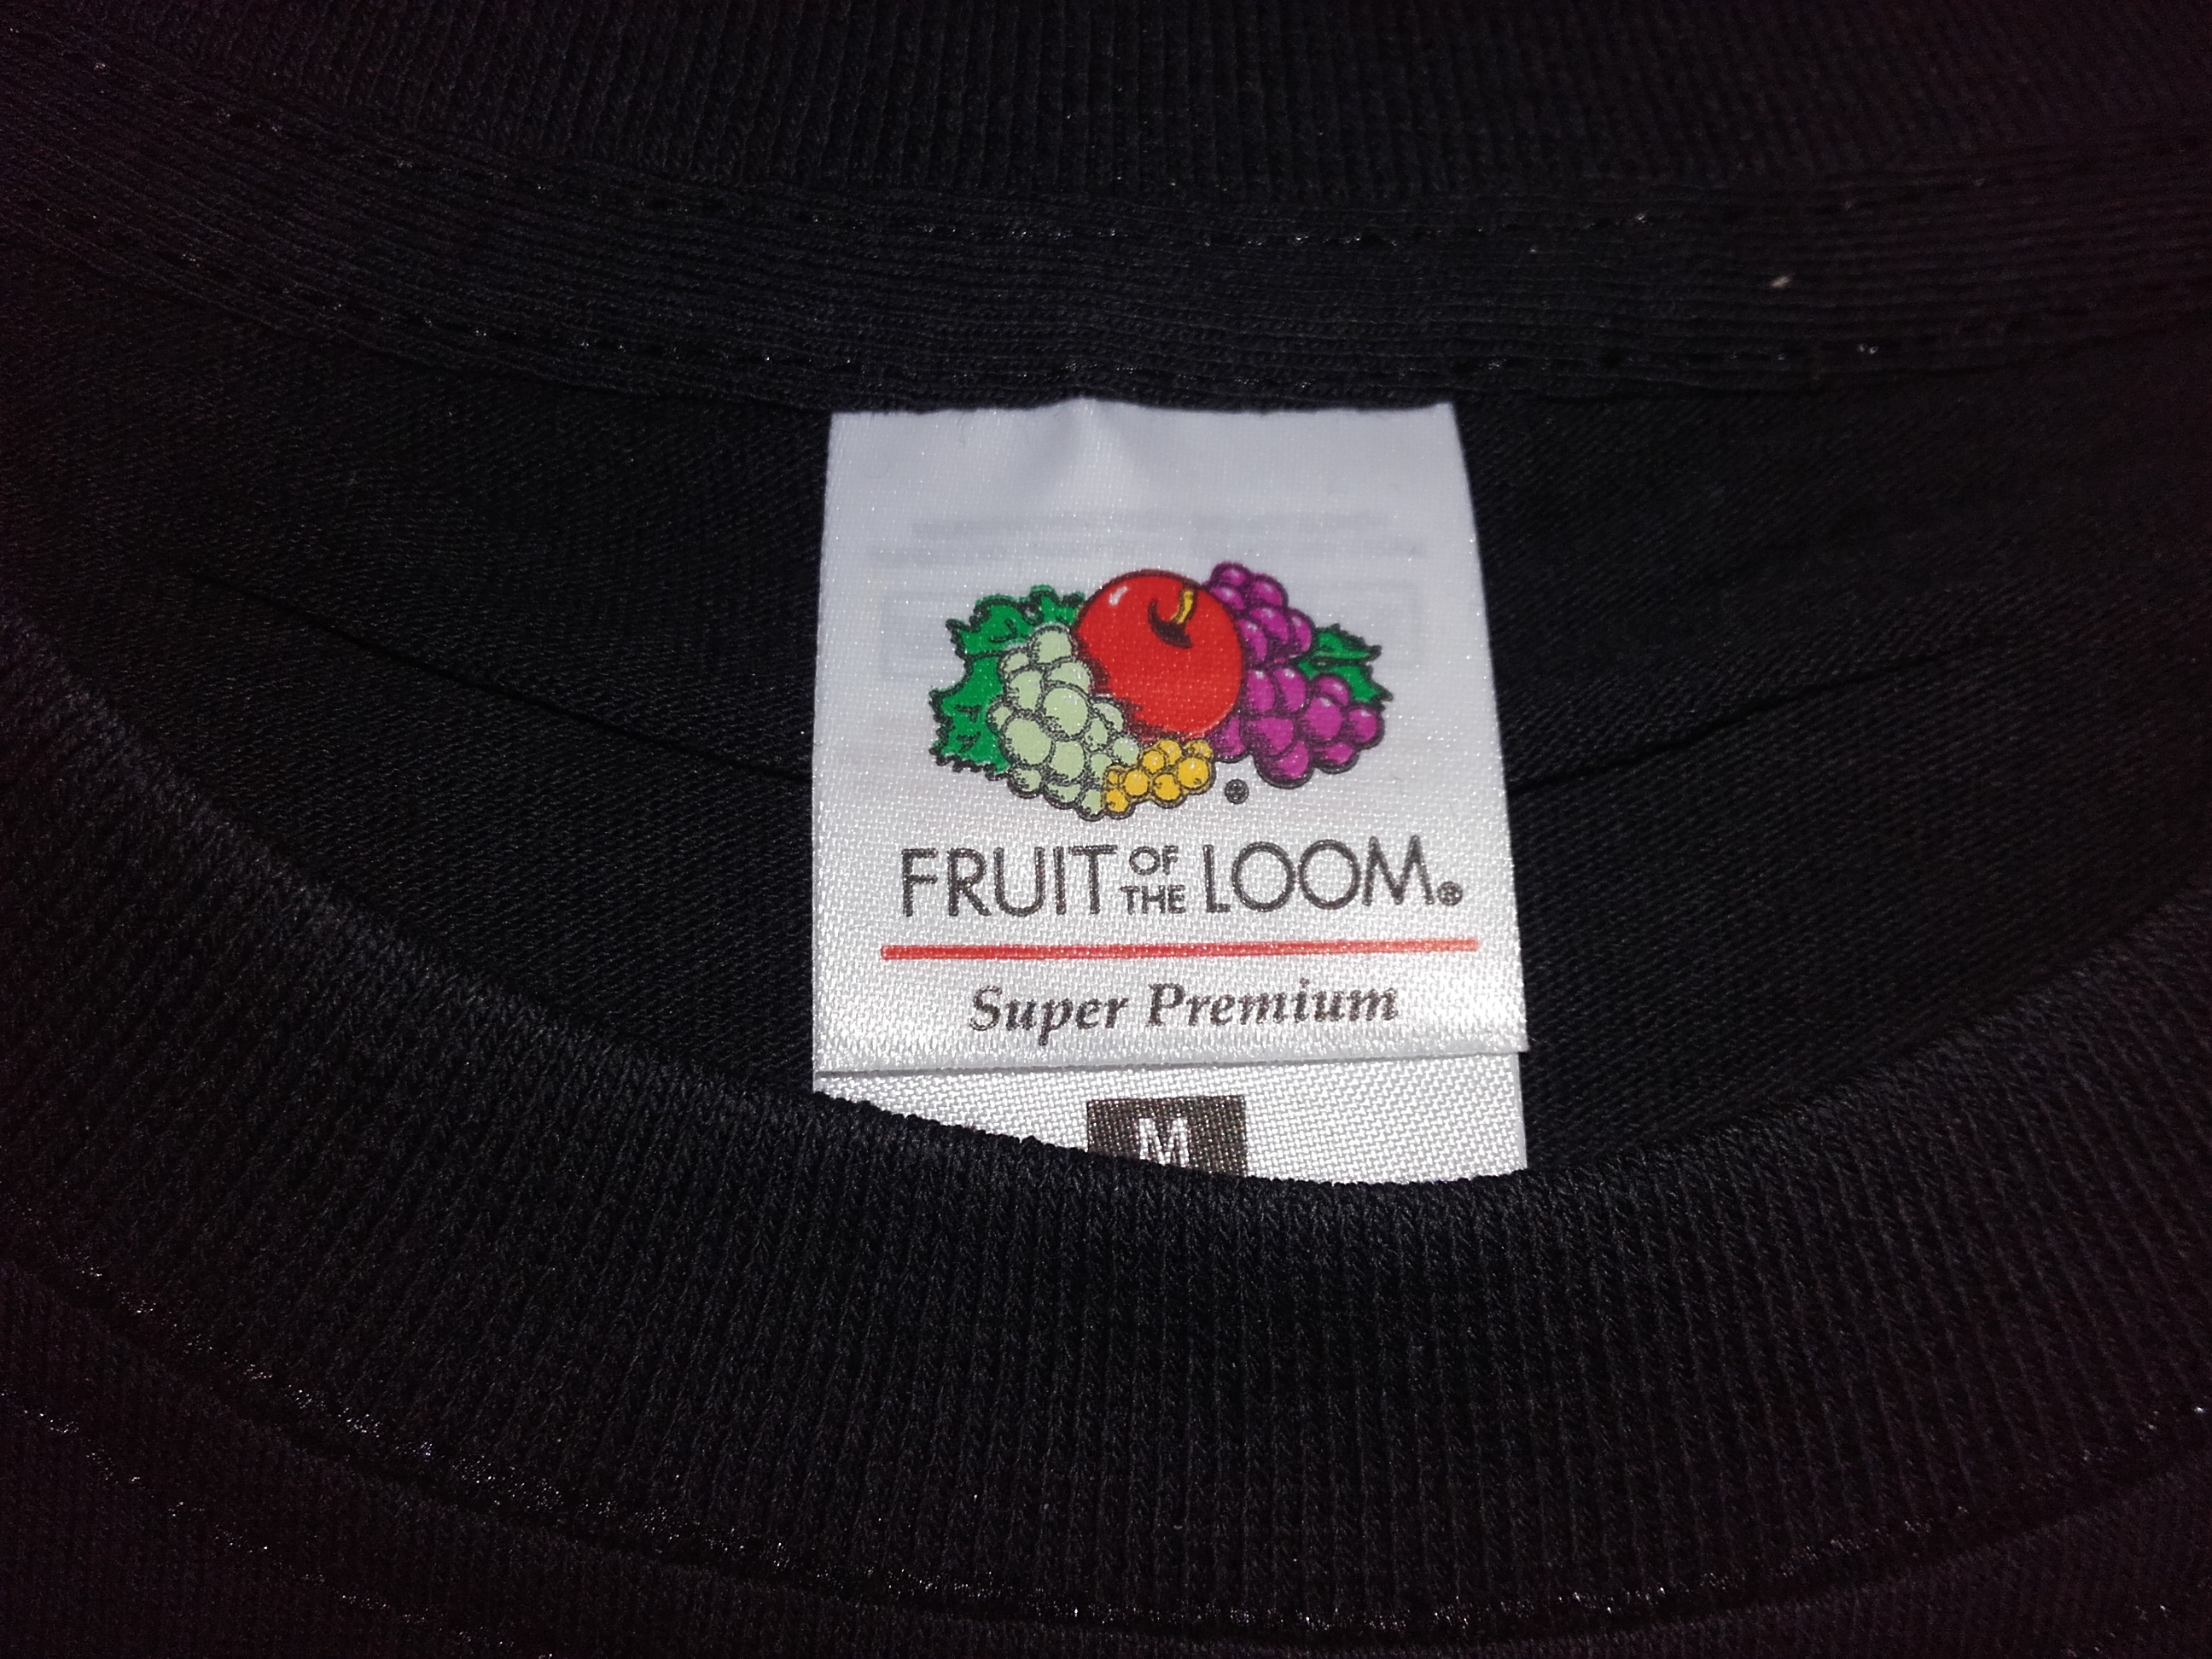 FRUIT OF THE LOOM®
Super Premium
M